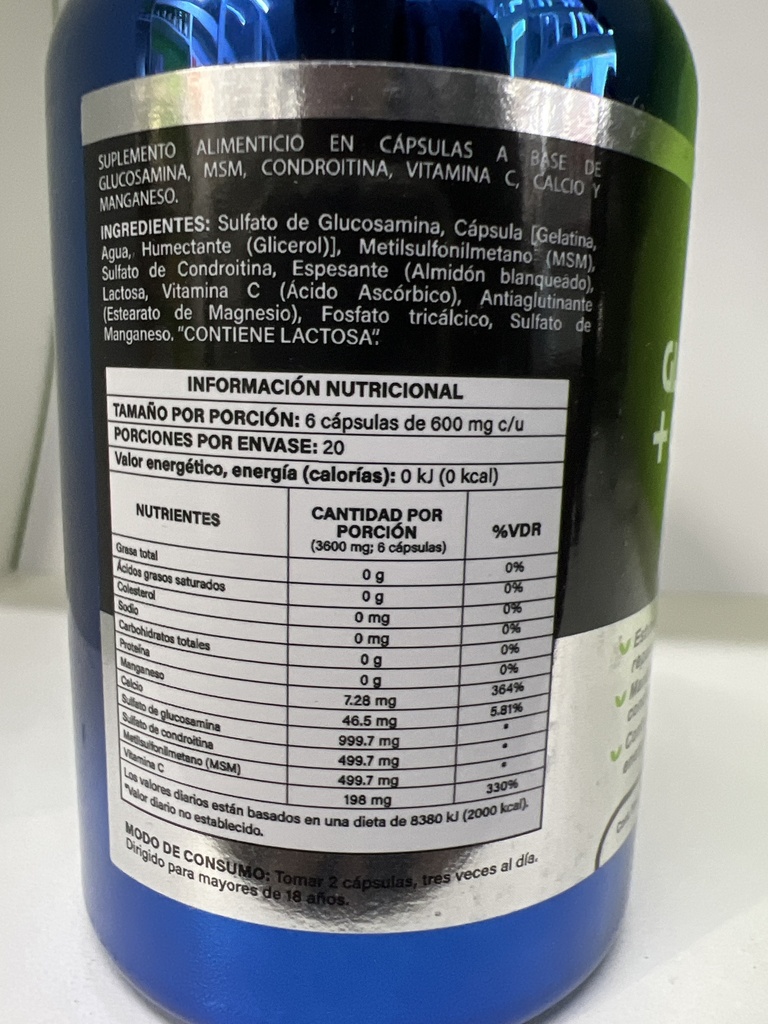 SUPLEMENTO ALIMENTICIO EN CÁPSULAS A BASE DE
GLUCOSAMINA, MSM, CONDROITINA, VITAMINA C, CALCIO Y
MANGANESO.
INGREDIENTES: Sulfato de Glucosamina, Cápsula [Gelatina,
Agua, Humectante (Glicerol)], Metilsulfonilmetano (MSM),
Sulfato de Condroitina, Espesante (Almidón blanqueado),
Lactosa, Vitamina C (Ácido Ascórbico), Antiaglutinante
(Estearato de Magnesio), Fosfato tricálcico, Sulfato de
Manganeso. "CONTIENE LACTOSA".
INFORMACIÓN NUTRICIONAL
TAMAÑO POR PORCIÓN: 6 cápsulas de 600 mg c/u
PORCIONES POR ENVASE: 20
Valor energético, energía (calorías): 0 kJ (0 kcal)
NUTRIENTES CANTIDAD POR PORCIÓN (3600 mg; 6 cápsulas) %VDR
Grasa total 0 g 0%
Ácidos grasos saturados 0 g 0%
Colesterol 0 mg 0%
Sodio 0 mg 0%
Carbohidratos totales 0 g 0%
Proteína 0 g 0%
Manganeso 7.28 mg 364%
Calcio 46.5 mg 5.81%
Sulfato de glucosamina 999.7 mg *
Sulfato de condroitina 499.7 mg *
Metilsulfonilmetano (MSM) 499.7 mg *
Vitamina C 198 mg 330%
Los valores diarios están basados en una dieta de 8380 kJ (2000 kcal).
*Valor diario no establecido.
MODO DE CONSUMO: Tomar 2 cápsulas, tres veces al día.
Dirigido para mayores de 18 años.